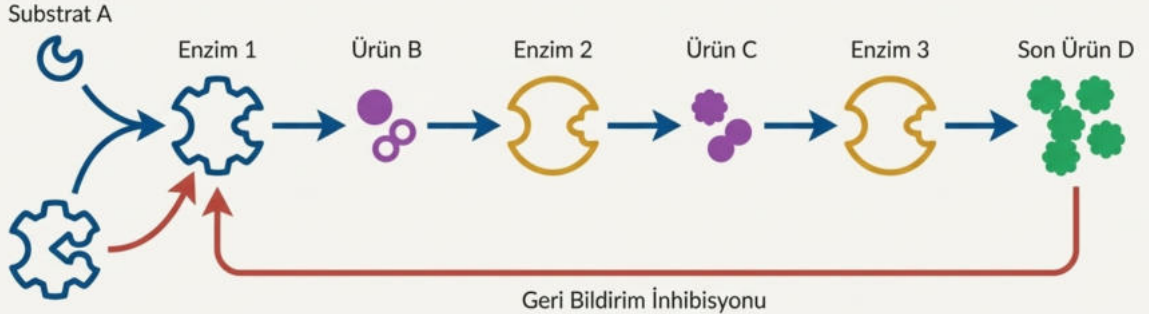 Substrat A
Enzim 1
Ürün B
Enzim 2
Ürün C
Enzim 3
Son Ürün D
Geri Bildirim İnhibisyonu